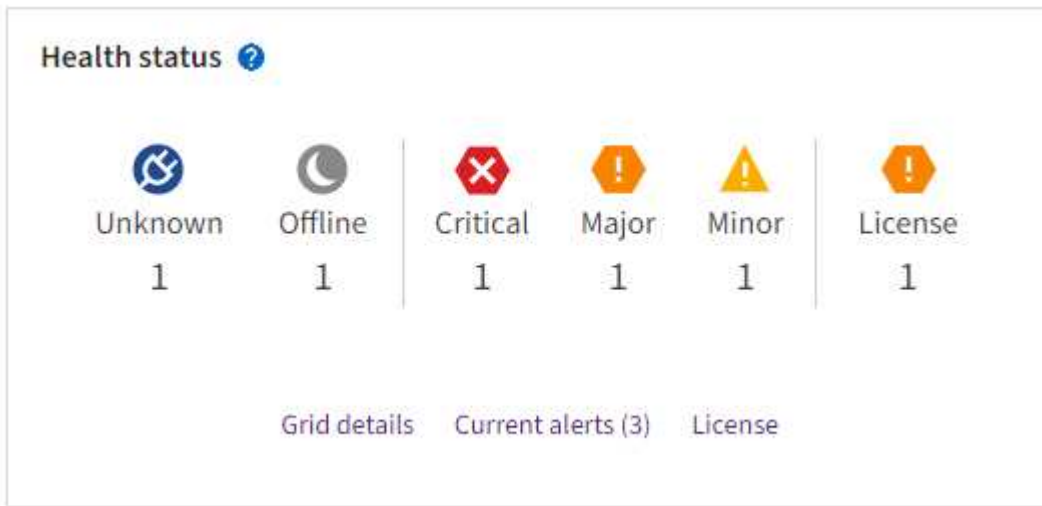 Health status ?
Unknown Offline Critical Major Minor License
1 1 1 1 1 1
Grid details Current alerts (3) License